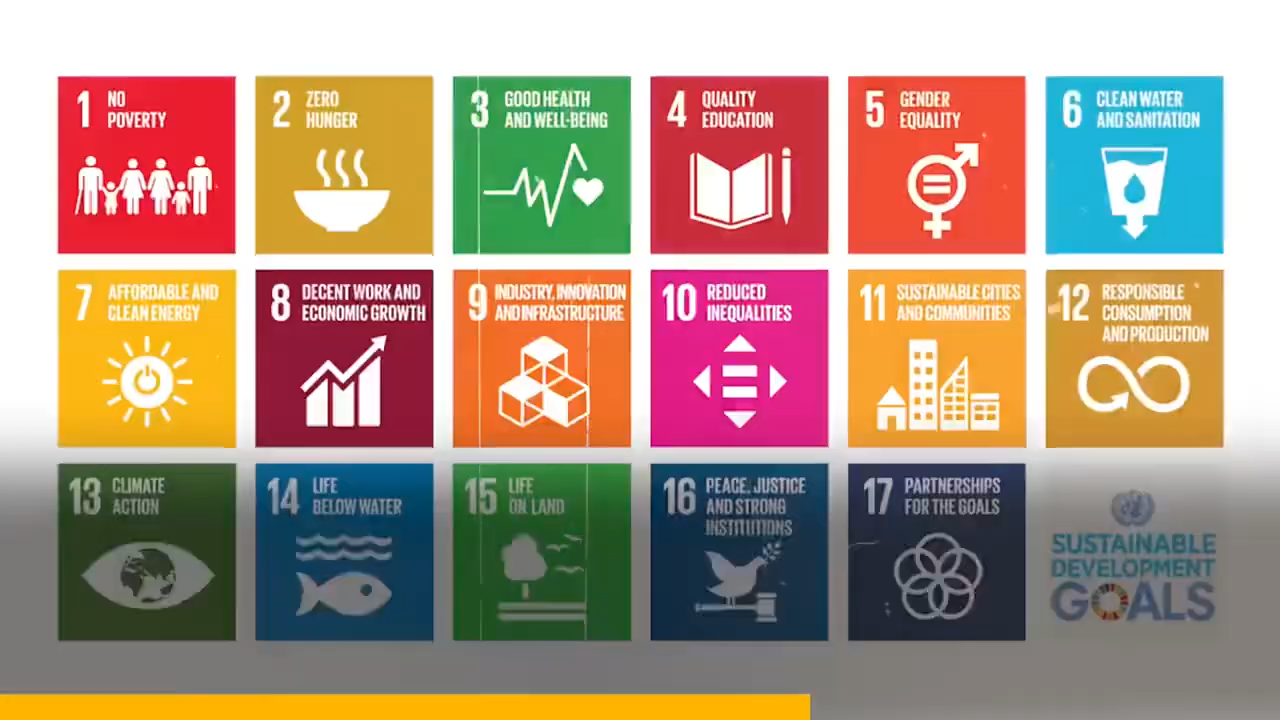 1 NO
POVERTY
2 ZERO
HUNGER
3 GOOD HEALTH
AND WELL-BEING
4 QUALITY
EDUCATION
5 GENDER
EQUALITY
6 CLEAN WATER
AND SANITATION
7 AFFORDABLE AND
CLEAN ENERGY
8 DECENT WORK AND
ECONOMIC GROWTH
9 INDUSTRY, INNOVATION
AND INFRASTRUCTURE
10 REDUCED
INEQUALITIES
11 SUSTAINABLE CITIES
AND COMMUNITIES
12 RESPONSIBLE
CONSUMPTION
AND PRODUCTION
13 CLIMATE
ACTION
14 LIFE
BELOW WATER
15 LIFE
ON LAND
16 PEACE, JUSTICE
AND STRONG
INSTITUTIONS
17 PARTNERSHIPS
FOR THE GOALS
SUSTAINABLE
DEVELOPMENT
GOALS